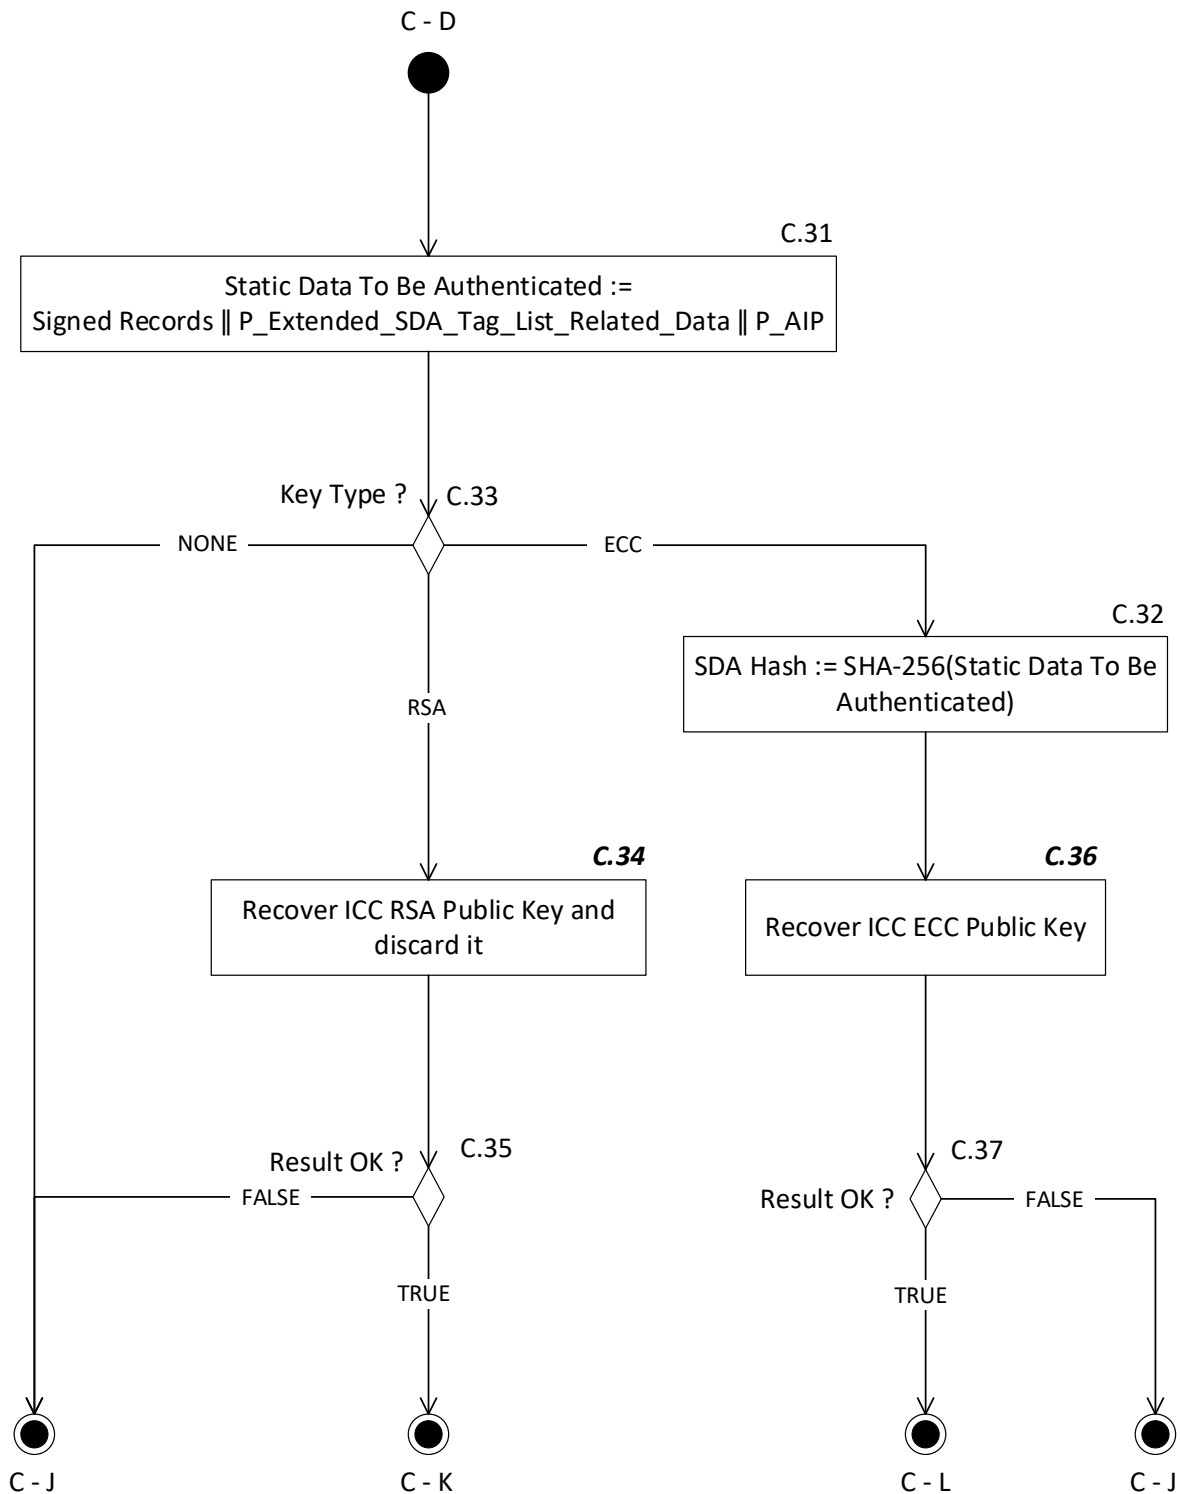 C - D
C.31
Static Data To Be Authenticated :=
Signed Records || P_Extended_SDA_Tag_List_Related_Data || P_AIP
Key Type ?
C.33
NONE
ECC
C.32
SDA Hash := SHA-256(Static Data To Be
Authenticated)
RSA
C.34
Recover ICC RSA Public Key and
discard it
C.36
Recover ICC ECC Public Key
Result OK ?
C.35
FALSE
TRUE
C.37
Result OK ?
FALSE
TRUE
C - J
C - K
C - L
C - J